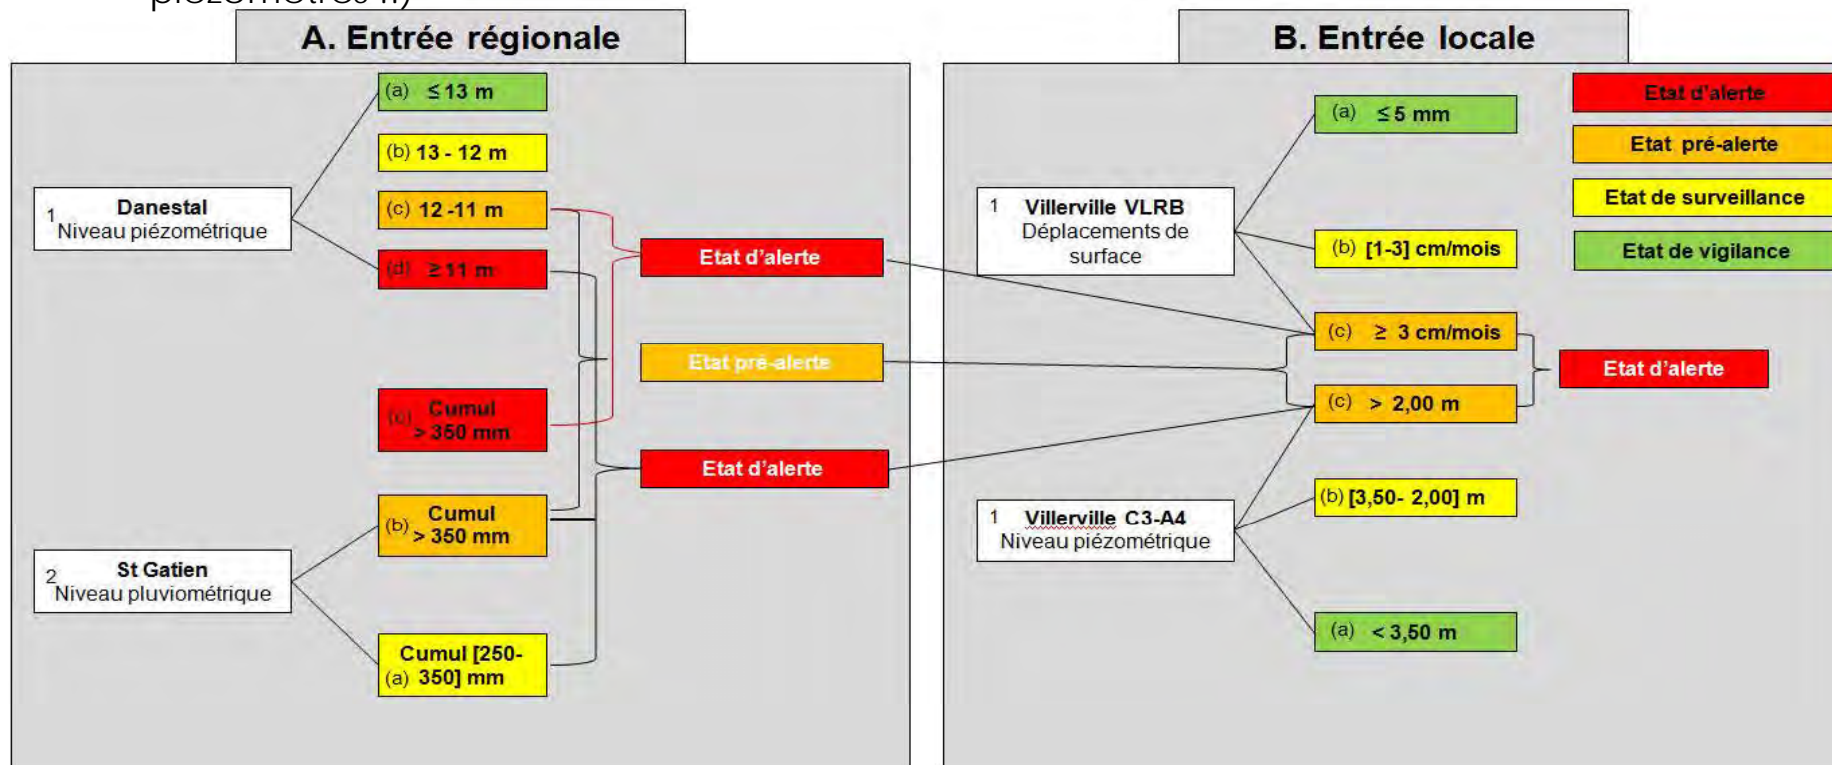 piézomètres …)
A. Entrée régionale
(a) ≤ 13 m
(b) 13 - 12 m
(c) 12 -11 m
(d) ≥ 11 m
1 Danestal
Niveau piézométrique
Cumul
(c) > 350 mm
Cumul
(b) > 350 mm
2 St Gatien
Niveau pluviométrique
Cumul [250-
(a) 350] mm
Etat d'alerte
Etat pré-alerte
Etat d'alerte
B. Entrée locale
1 Villerville VLRB
Déplacements de
surface
(a) ≤ 5 mm
(b) [1-3] cm/mois
(c) ≥ 3 cm/mois
(c) > 2,00 m
(b) [3,50- 2,00] m
(a) < 3,50 m
1 Villerville C3-A4
Niveau piézométrique
Etat d'alerte
Etat d'alerte
Etat pré-alerte
Etat de surveillance
Etat de vigilance